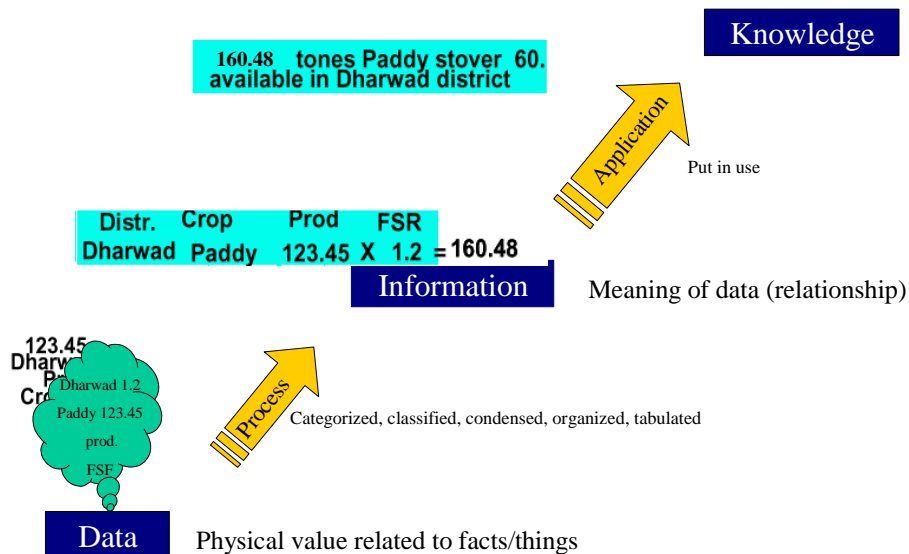 Knowledge
160.48 tones Paddy stover 60.
available in Dharwad district
Application
Put in use
Distr. Crop Prod FSR
Dharwad Paddy 123.45 X 1.2 = 160.48
Information
Meaning of data (relationship)
123.45
Dharw
Dharwad 1.2
Paddy 123.45
prod.
FSF
Process
Categorized, classified, condensed, organized, tabulated
Data
Physical value related to facts/things